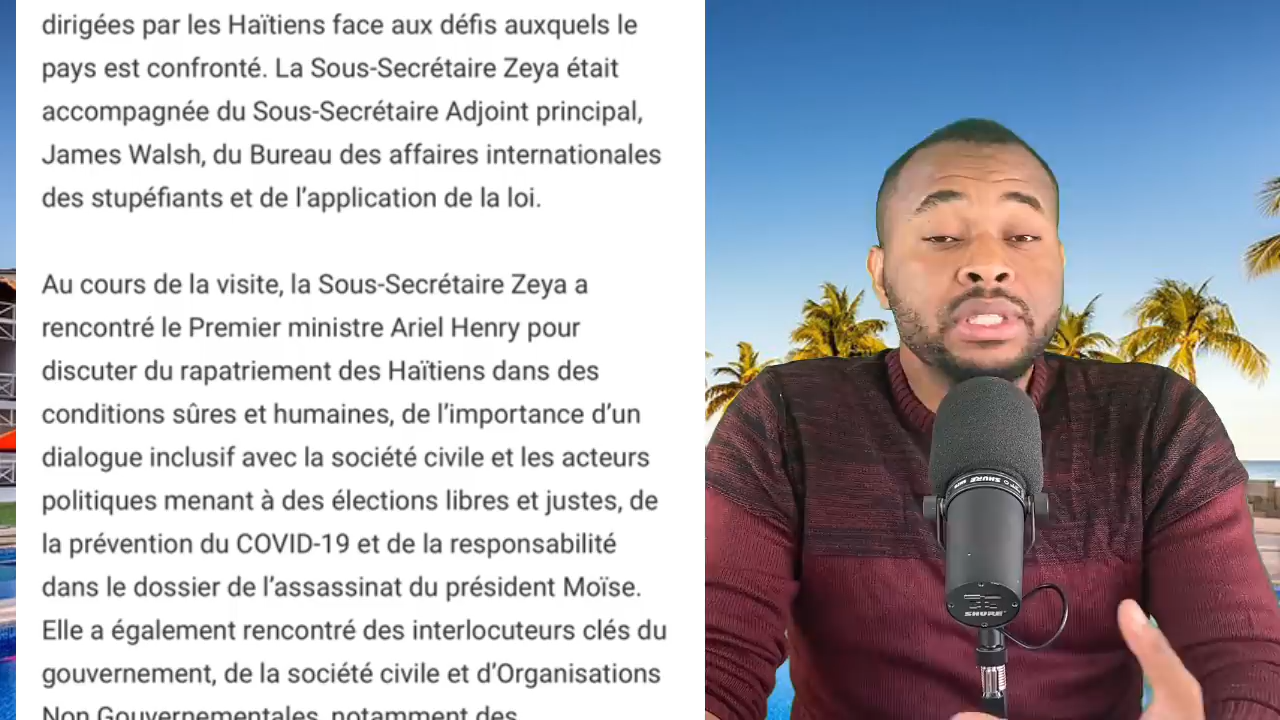 dirigées par les Haïtiens face aux défis auxquels le
pays est confronté. La Sous-Secrétaire Zeya était
accompagnée du Sous-Secrétaire Adjoint principal,
James Walsh, du Bureau des affaires internationales
des stupéfiants et de l’application de la loi.
Au cours de la visite, la Sous-Secrétaire Zeya a
rencontré le Premier ministre Ariel Henry pour
discuter du rapatriement des Haïtiens dans des
conditions sûres et humaines, de l’importance d’un
dialogue inclusif avec la société civile et les acteurs
politiques menant à des élections libres et justes, de
la prévention du COVID-19 et de la responsabilité
dans le dossier de l’assassinat du président Moïse.
Elle a également rencontré des interlocuteurs clés du
gouvernement, de la société civile et d’Organisations
Non Gouvernementales, notamment des
SHURE
SHURE